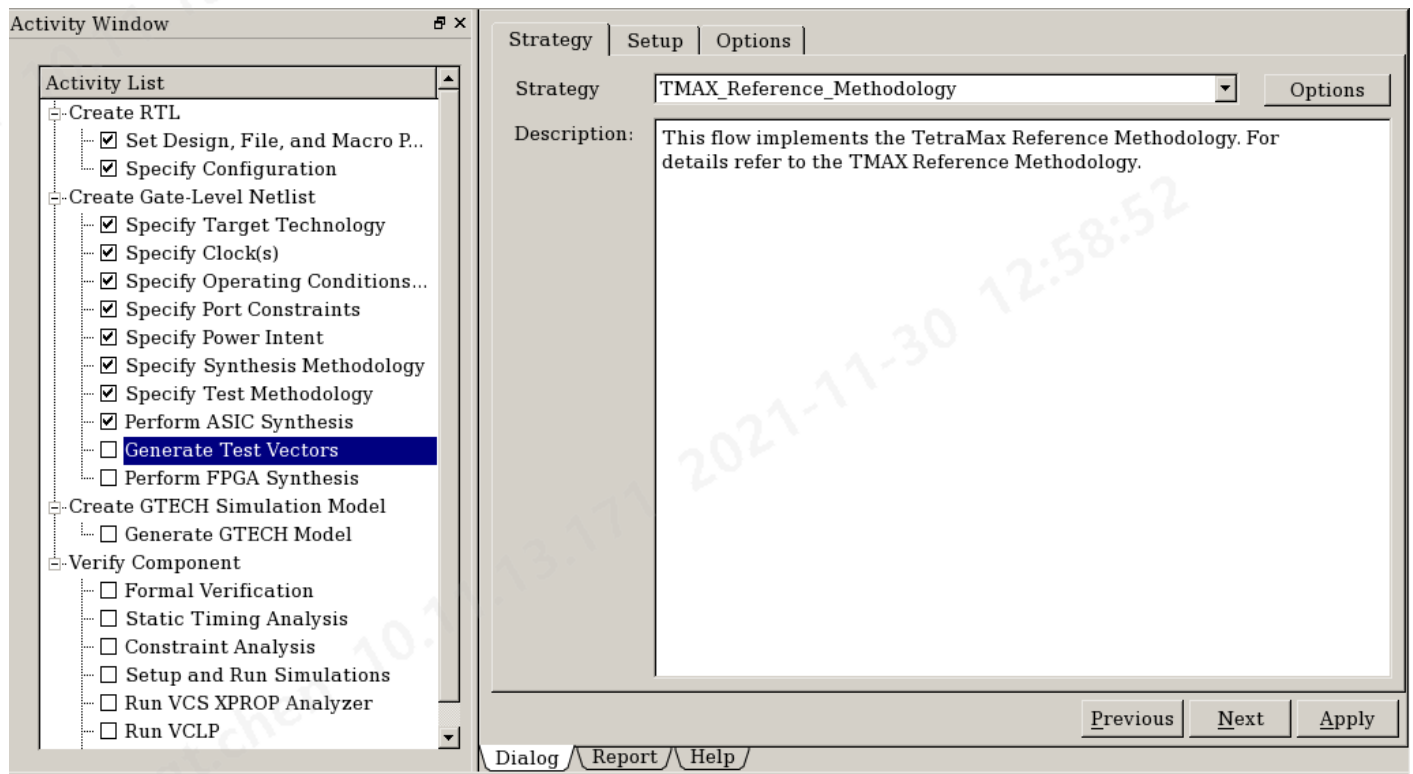 Activity Window
Activity List
Create RTL
Set Design, File, and Macro P...
Specify Configuration
Create Gate-Level Netlist
Specify Target Technology
Specify Clock(s)
Specify Operating Conditions...
Specify Port Constraints
Specify Power Intent
Specify Synthesis Methodology
Specify Test Methodology
Perform ASIC Synthesis
Generate Test Vectors
Perform FPGA Synthesis
Create GTECH Simulation Model
Generate GTECH Model
Verify Component
Formal Verification
Static Timing Analysis
Constraint Analysis
Setup and Run Simulations
Run VCS XPROP Analyzer
Run VCLP
Strategy Setup Options
Strategy TMAX_Reference_Methodology Options
Description: This flow implements the TetraMax Reference Methodology. For
details refer to the TMAX Reference Methodology.
Previous Next Apply
Dialog Report Help
10.11.13.171 2021-11-30 12:58:52